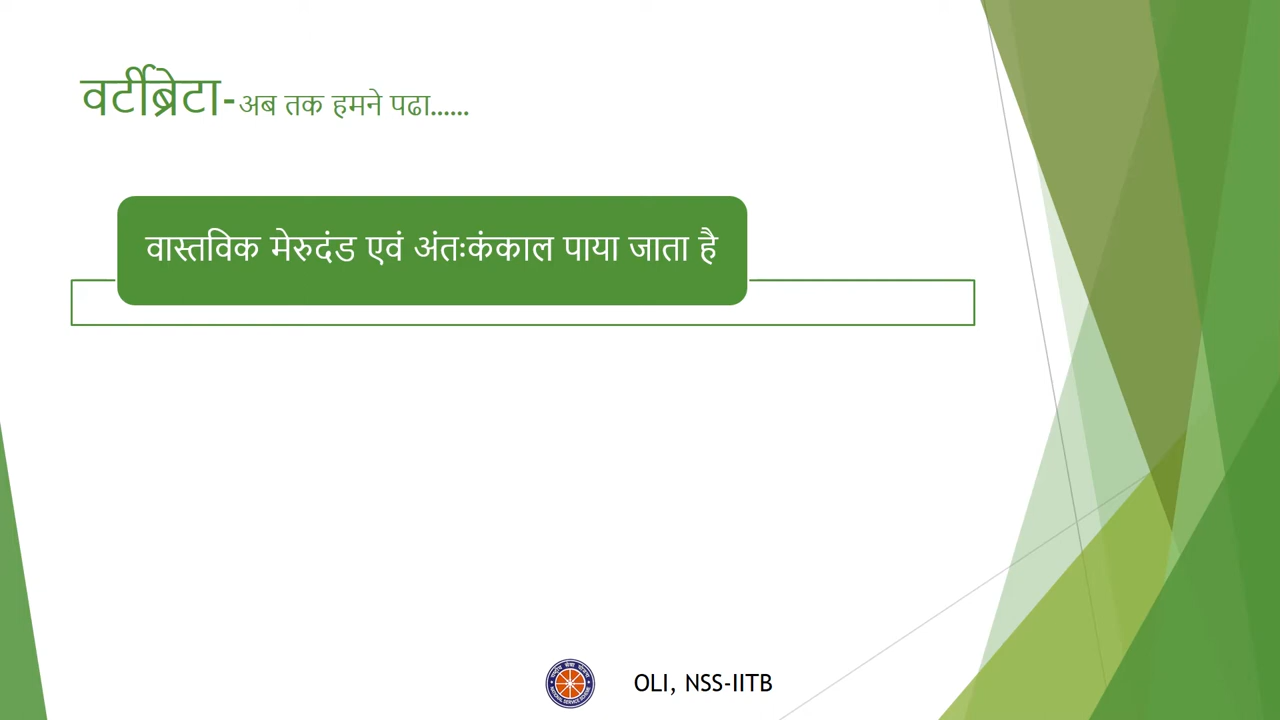 वर्टीब्रेटा-अब तक हमने पढा......
वास्तविक मेरुदंड एवं अंतःकंकाल पाया जाता है
OLI, NSS-IITB